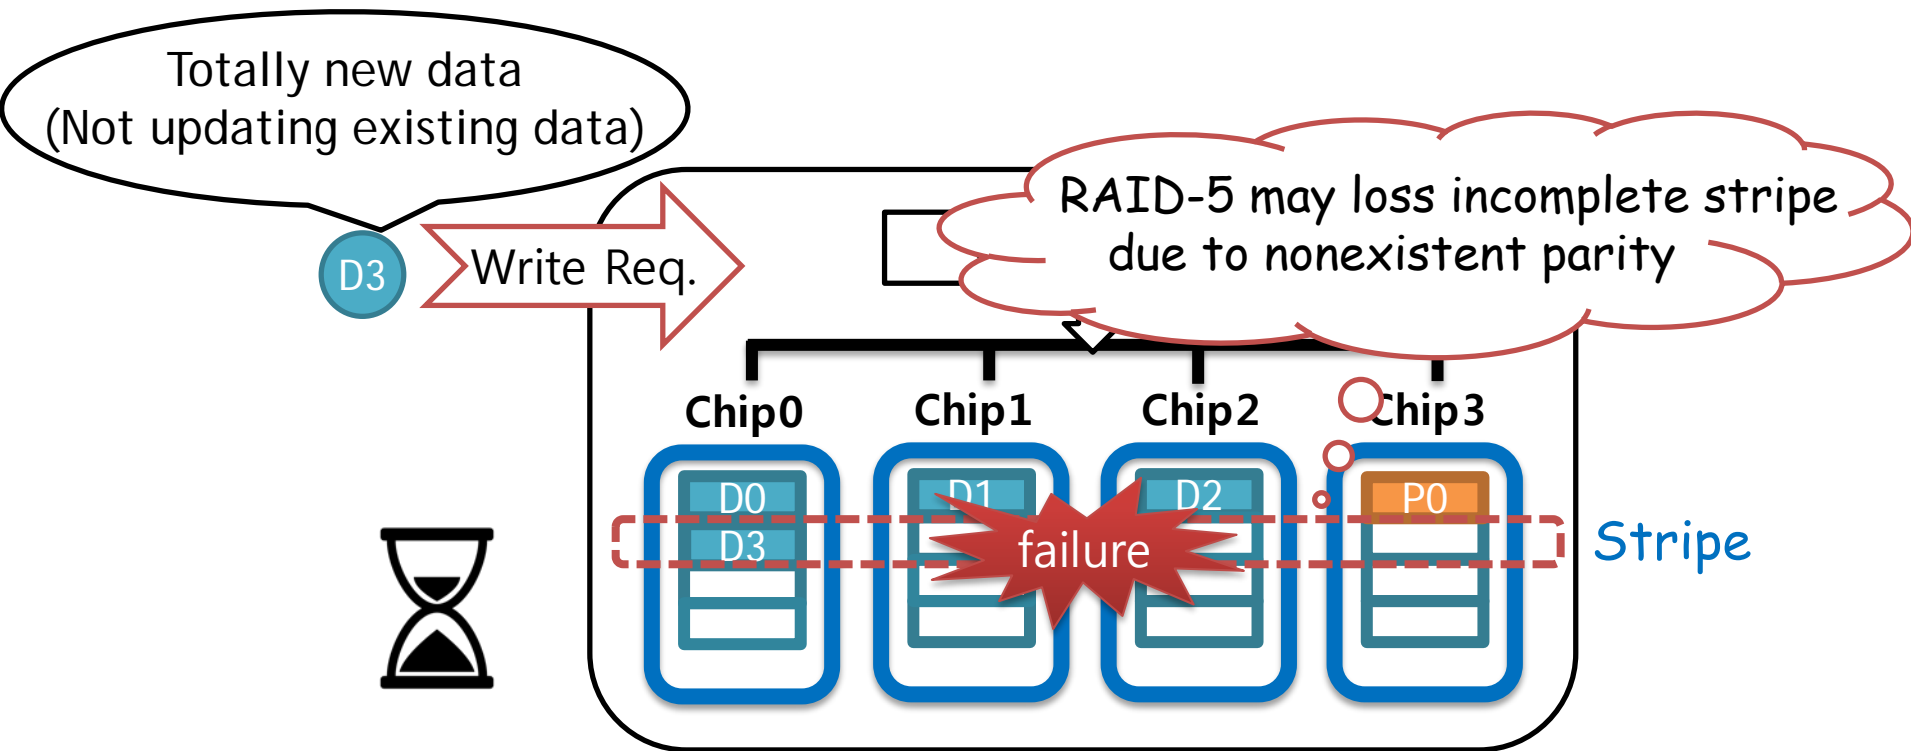 Totally new data
(Not updating existing data)
RAID-5 may loss incomplete stripe
due to nonexistent parity
D3
Write Req.
Chip0
Chip1
Chip2
Chip3
D0
D1
D2
P0
D3
failure
Stripe